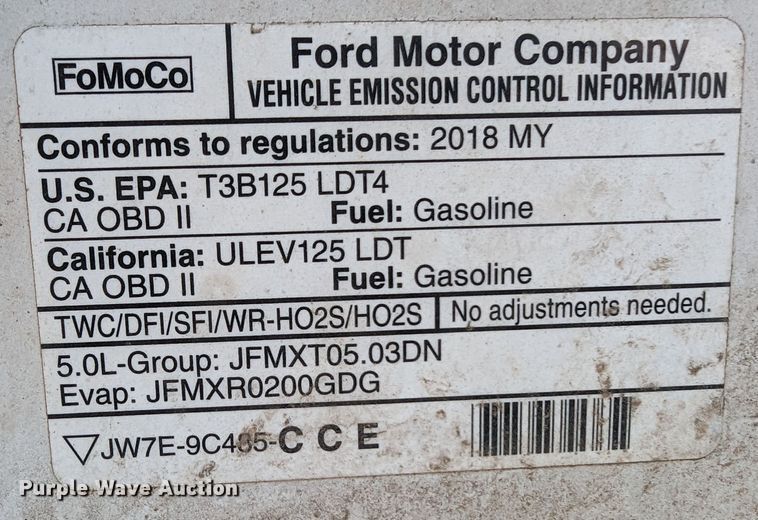 FoMoCo
Ford Motor Company
VEHICLE EMISSION CONTROL INFORMATION
Conforms to regulations: 2018 MY
U.S. EPA: T3B125 LDT4
CA OBD II Fuel: Gasoline
California: ULEV125 LDT
CA OBD II Fuel: Gasoline
TWC/DFI/SFI/WR-HO2S/HO2S No adjustments needed.
5.0L-Group: JFMXT05.03DN
Evap: JFMXR0200GDG
JW7E-9C485-CCE
Purple Wave Auction